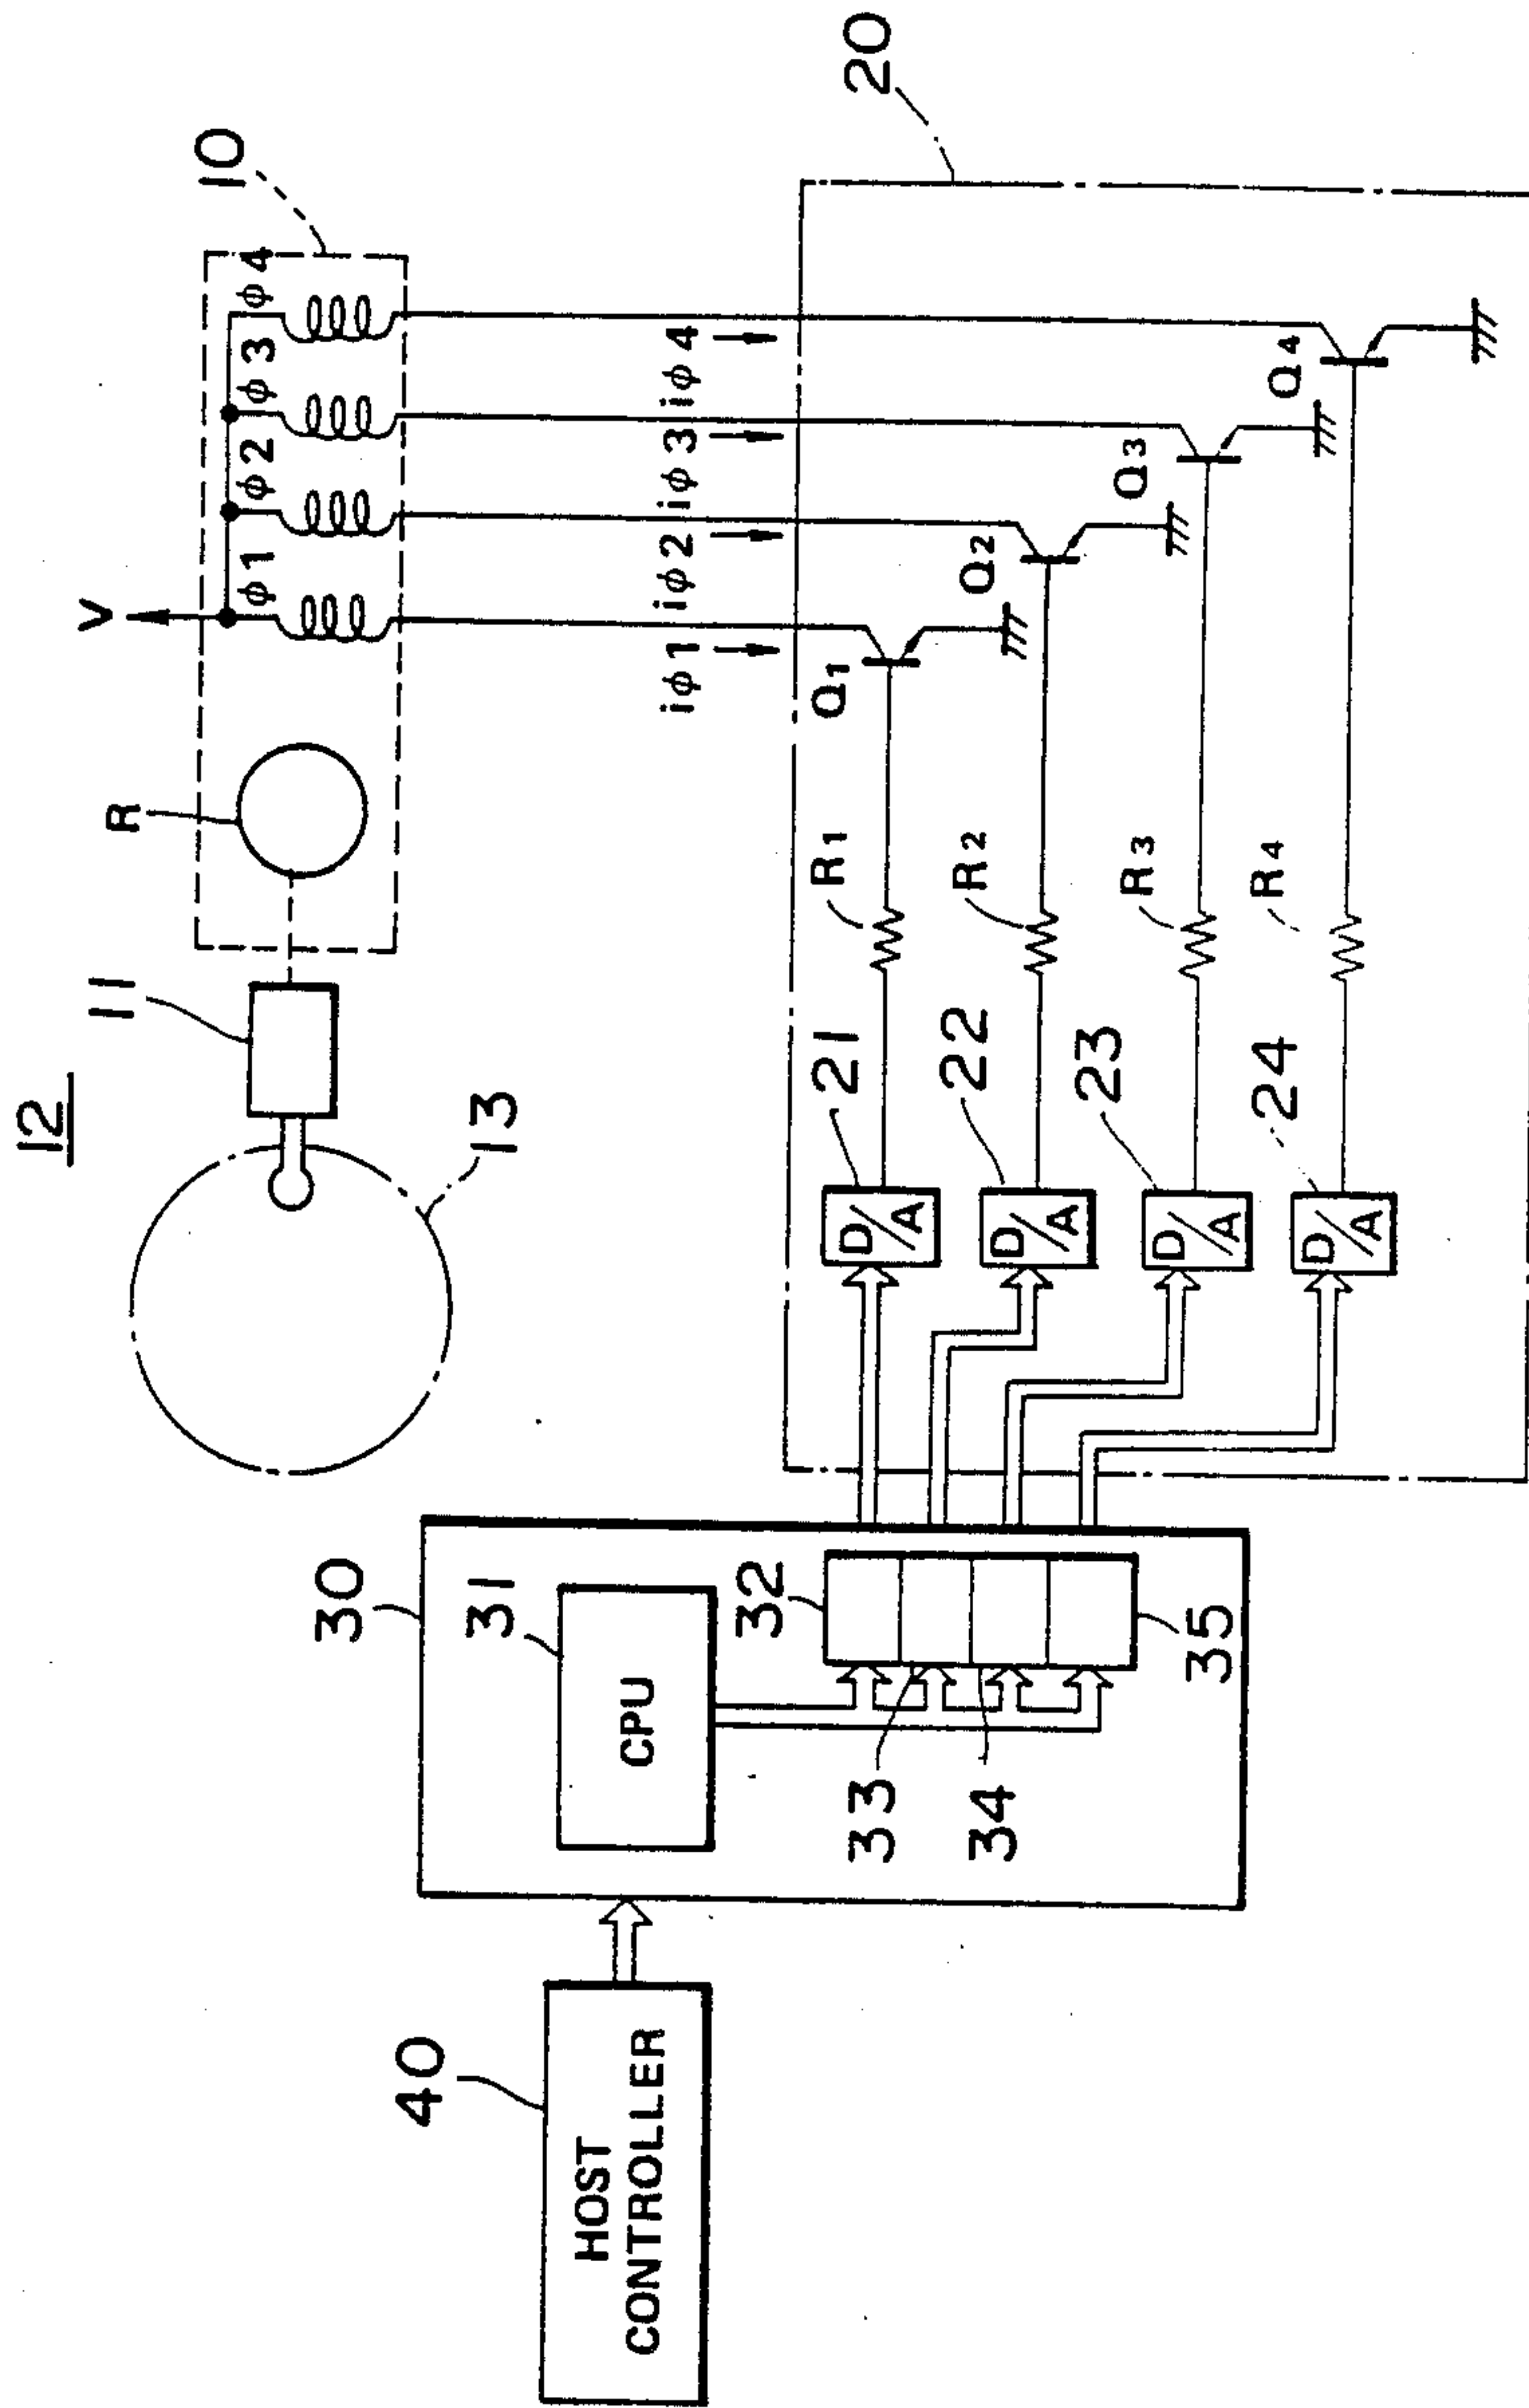 12
11
13
R
V
10
φ1
φ2
φ3
φ4
iφ1
iφ2
iφ3
iφ4
20
40
HOST
CONTROLLER
30
31
CPU
32
33
34
35
D/A
21
R1
Q1
D/A
22
R2
Q2
D/A
23
R3
Q3
D/A
24
R4
Q4